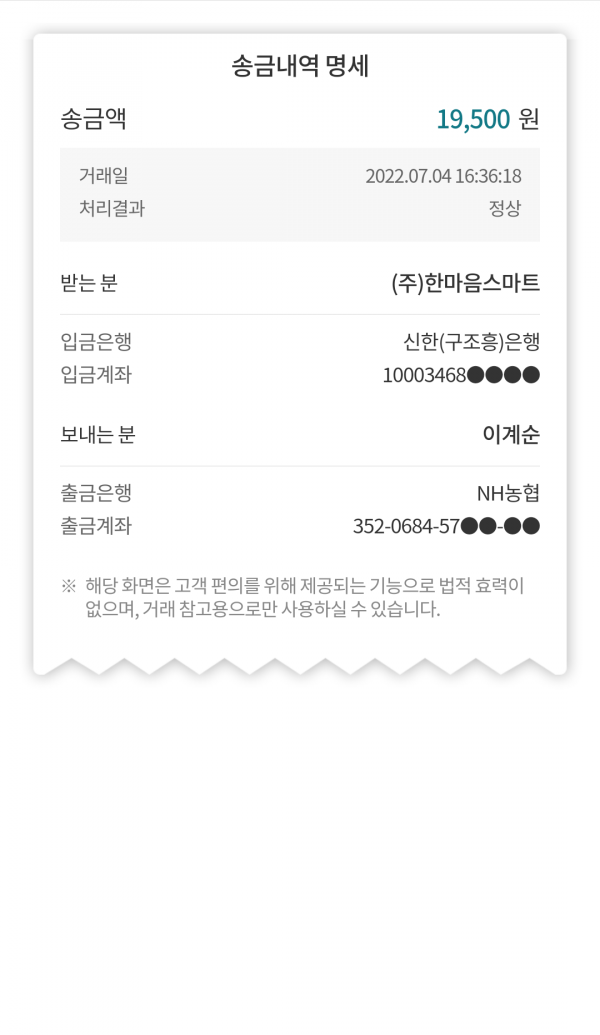 송금내역 명세
송금액 19,500 원
거래일 2022.07.04 16:36:18
처리결과 정상
받는 분 (주)한마음스마트
입금은행 신한(구조흥)은행
입금계좌 10003468●●●●
보내는 분 이계순
출금은행 NH농협
출금계좌 352-0684-57●●-●●
※ 해당 화면은 고객 편의를 위해 제공되는 기능으로 법적 효력이
없으며, 거래 참고용으로만 사용하실 수 있습니다.